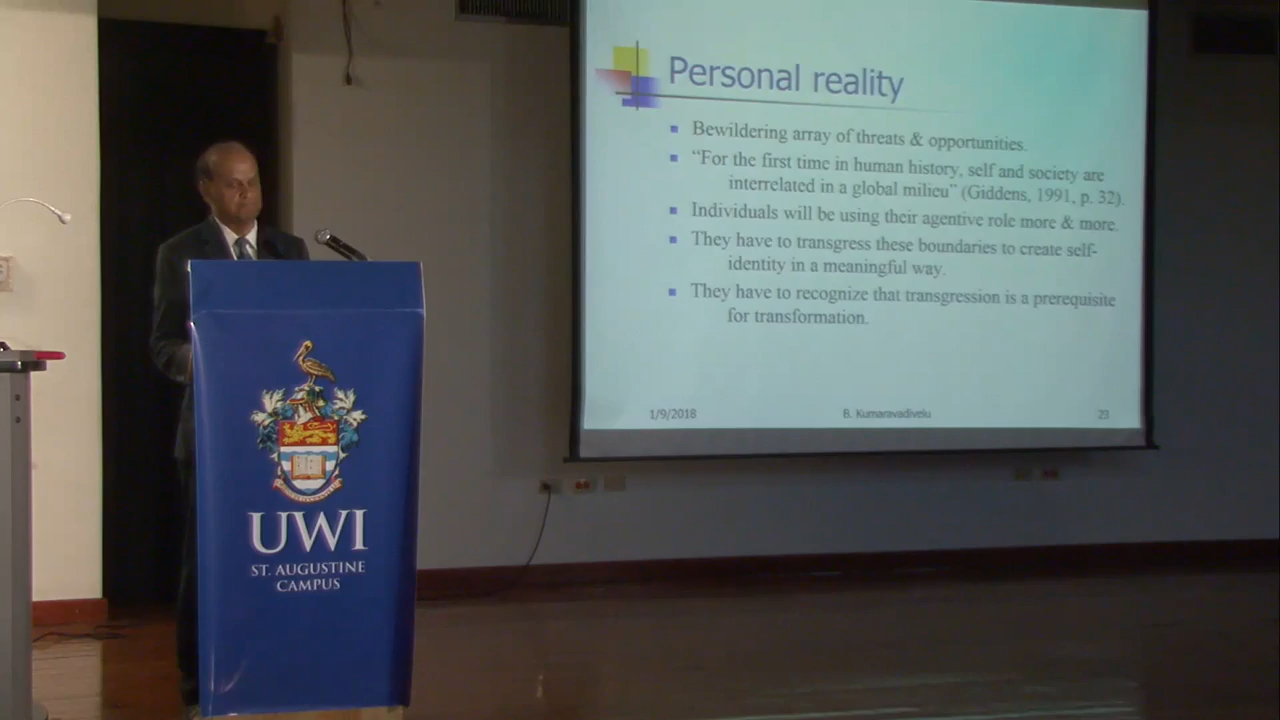 Personal reality
Bewildering array of threats & opportunities.
“For the first time in human history, self and society are
interrelated in a global milieu” (Giddens, 1991, p. 32).
Individuals will be using their agentive role more & more.
They have to transgress these boundaries to create self-
identity in a meaningful way.
They have to recognize that transgression is a prerequisite
for transformation.
1/9/2018 B. Kumaravadivelu 23
UWI
ST. AUGUSTINE
CAMPUS